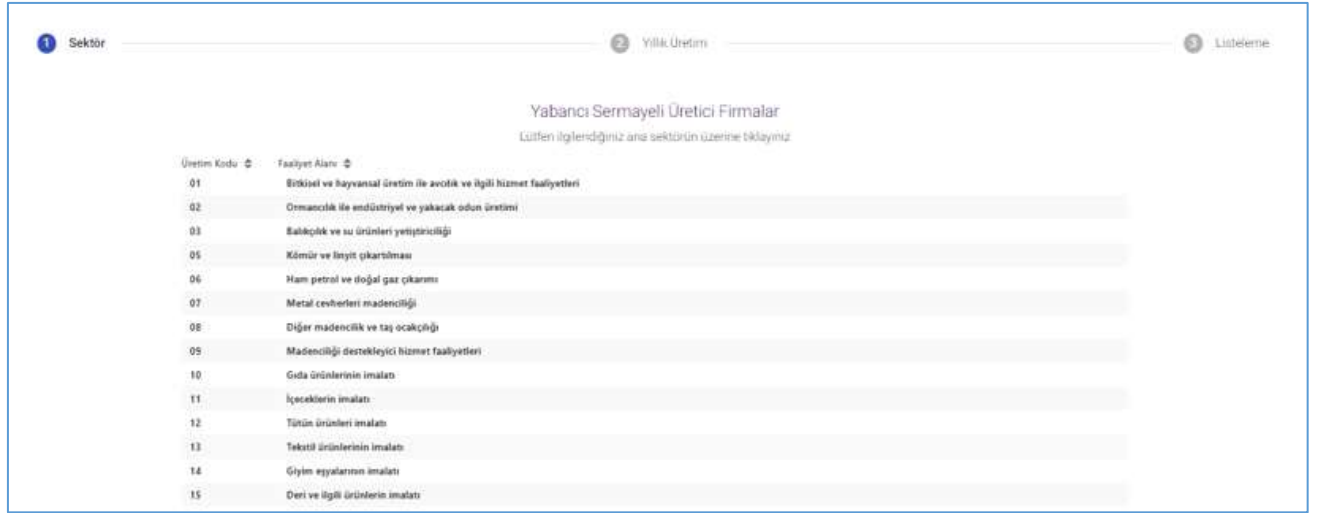 1 Sektör 2 Yıllık Üretim 3 Listeleme
Yabancı Sermayeli Üretici Firmalar
Lütfen ilgilendiğiniz ana sektörün üzerine tıklayınız
Üretim Kodu Faaliyet Alanı
01 Bitkisel ve hayvansal üretim ile avcılık ve ilgili hizmet faaliyetleri
02 Ormancılık ile endüstriyel ve yakacak odun üretimi
03 Balıkçılık ve su ürünleri yetiştiriciliği
05 Kömür ve linyit çıkartılması
06 Ham petrol ve doğal gaz çıkarımı
07 Metal cevherleri madenciliği
08 Diğer madencilik ve taş ocakçılığı
09 Madenciliği destekleyici hizmet faaliyetleri
10 Gıda ürünlerinin imalatı
11 İçeceklerin imalatı
12 Tütün ürünleri imalatı
13 Tekstil ürünlerinin imalatı
14 Giyim eşyalarının imalatı
15 Deri ve ilgili ürünlerin imalatı